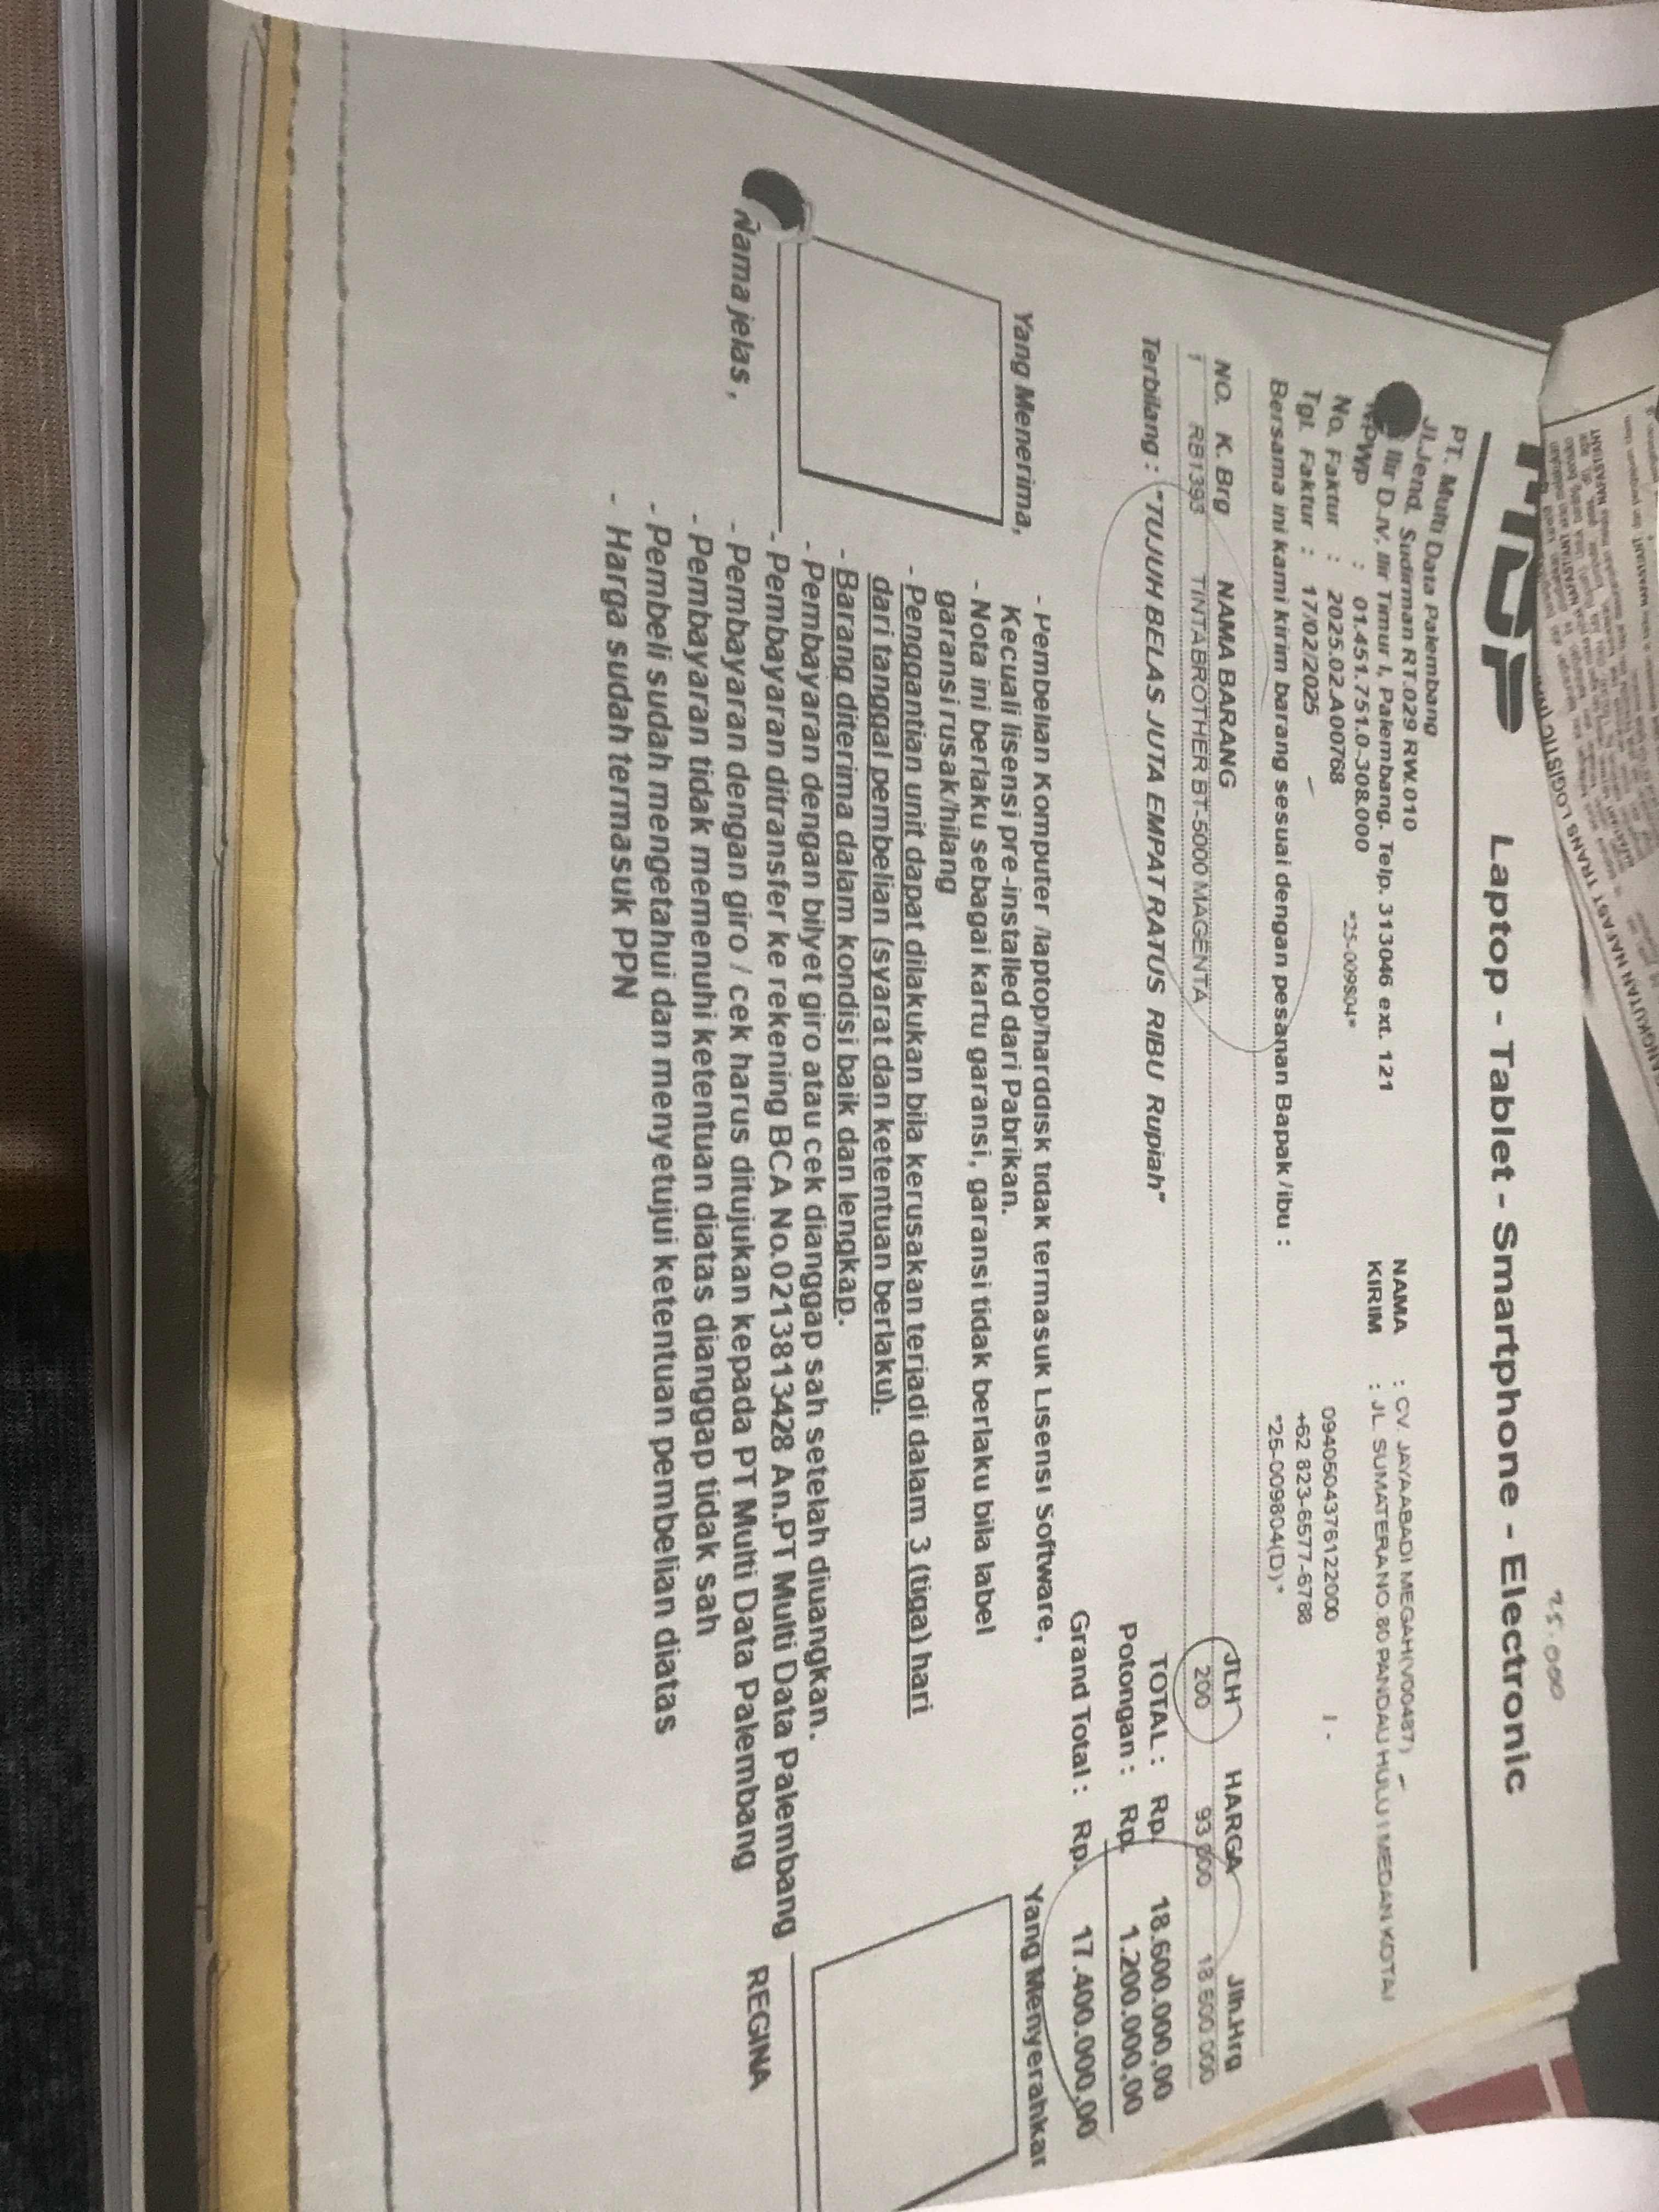 Laptop - Tablet - Smartphone - Electronic
PT. Multi Data Palembang
Jl.Jend. Sudirman RT.029 RW.010
Ilir D.IV, Ilir Timur I, Palembang. Telp. 313046 ext. 121
: 01.451.751.0-308.000
*25-009804*
No. Faktur : 2025.02.A00768
Tgl. Faktur : 17/02/2025
NAMA : CV. JAYA ABADI MEGAH(V00487)
KIRIM : JL. SUMATERA NO.80 PANDAU HULU 1 MEDAN KOTA/
0940504376122000 / -
+62 823-6577-6788
*25-009804(D)*
Bersama ini kami kirim barang sesuai dengan pesanan Bapak /ibu :
NO. K. Brg NAMA BARANG JLH HARGA Jlh.Hrg
1 RB1393 TINTA BROTHER BT-5000 MAGENTA 200 93.000 18.600.000
Terbilang : "TUJUH BELAS JUTA EMPAT RATUS RIBU Rupiah"
TOTAL : Rp. 18.600.000,00
Potongan : Rp. 1.200.000,00
Grand Total : Rp. 17.400.000,00
Yang Menerima,
- Pembelian Komputer /laptop/harddisk tidak termasuk Lisensi Software,
Kecuali lisensi pre-installed dari Pabrikan.
- Nota ini berlaku sebagai kartu garansi, garansi tidak berlaku bila label
garansi rusak/hilang
- Penggantian unit dapat dilakukan bila kerusakan terjadi dalam 3 (tiga) hari
dari tanggal pembelian (syarat dan ketentuan berlaku).
- Barang diterima dalam kondisi baik dan lengkap.
- Pembayaran dengan bilyet giro atau cek dianggap sah setelah diuangkan.
- Pembayaran ditransfer ke rekening BCA No.0213813428 An.PT Multi Data Palembang
- Pembayaran dengan giro / cek harus ditujukan kepada PT Multi Data Palembang
- Pembayaran tidak memenuhi ketentuan diatas dianggap tidak sah
- Pembeli sudah mengetahui dan menyetujui ketentuan pembelian diatas
- Harga sudah termasuk PPN
Nama jelas ,
Yang Menyerahkan
REGINA